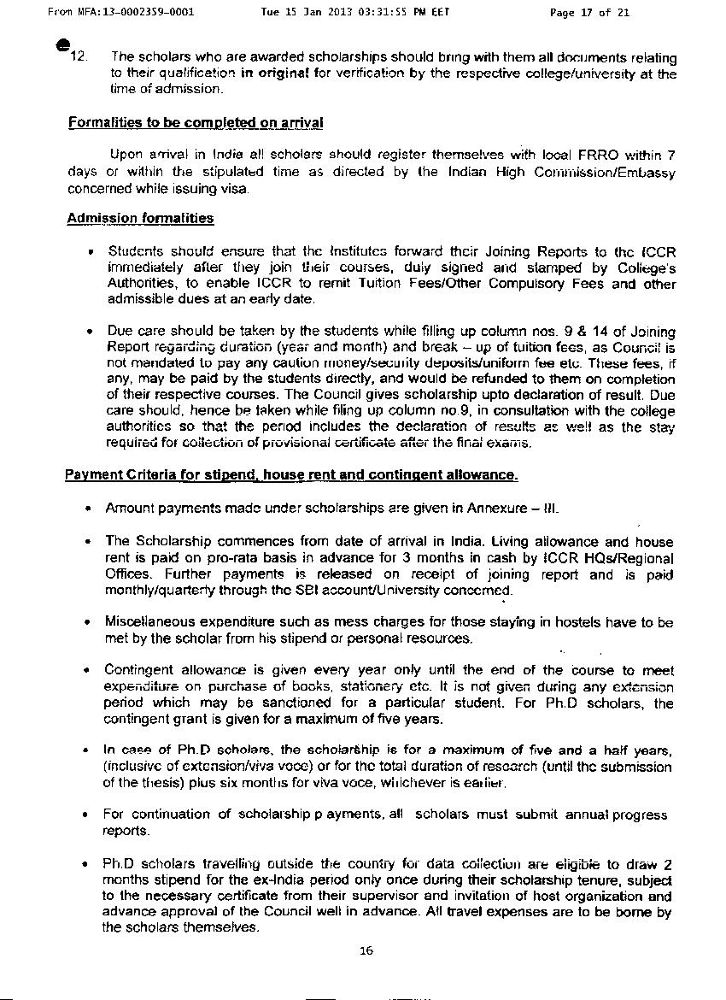 From MFA:13-0002359-0001 Tue 15 Jan 2013 03:31:55 PM EET Page 17 of 21
12. The scholars who are awarded scholarships should bring with them all documents relating
to their qualification in original for verification by the respective college/university at the
time of admission.
Formalities to be completed on arrival
Upon arrival in India all scholars should register themselves with local FRRO within 7
days or within the stipulated time as directed by the Indian High Commission/Embassy
concerned while issuing visa.
Admission formalities
• Students should ensure that the Institutes forward their Joining Reports to the ICCR
immediately after they join their courses, duly signed and stamped by College's
Authorities, to enable ICCR to remit Tuition Fees/Other Compulsory Fees and other
admissible dues at an early date.
• Due care should be taken by the students while filling up column nos. 9 & 14 of Joining
Report regarding duration (year and month) and break – up of tuition fees, as Council is
not mandated to pay any caution money/security deposits/uniform fee etc. These fees, if
any, may be paid by the students directly, and would be refunded to them on completion
of their respective courses. The Council gives scholarship upto declaration of result. Due
care should, hence be taken while filing up column no.9, in consultation with the college
authorities so that the period includes the declaration of results as well as the stay
required for collection of provisional certificate after the final exams.
Payment Criteria for stipend, house rent and contingent allowance.
• Amount payments made under scholarships are given in Annexure – III.
• The Scholarship commences from date of arrival in India. Living allowance and house
rent is paid on pro-rata basis in advance for 3 months in cash by ICCR HQs/Regional
Offices. Further payments is released on receipt of joining report and is paid
monthly/quarterly through the SBI account/University concerned.
• Miscellaneous expenditure such as mess charges for those staying in hostels have to be
met by the scholar from his stipend or personal resources.
• Contingent allowance is given every year only until the end of the course to meet
expenditure on purchase of books, stationery etc. It is not given during any extension
period which may be sanctioned for a particular student. For Ph.D scholars, the
contingent grant is given for a maximum of five years.
• In case of Ph.D scholars, the scholarship is for a maximum of five and a half years,
(inclusive of extension/viva voce) or for the total duration of research (until the submission
of the thesis) plus six months for viva voce, whichever is earlier.
• For continuation of scholarship p ayments, all scholars must submit annual progress
reports.
• Ph.D scholars travelling outside the country for data collection are eligible to draw 2
months stipend for the ex-India period only once during their scholarship tenure, subject
to the necessary certificate from their supervisor and invitation of host organization and
advance approval of the Council well in advance. All travel expenses are to be borne by
the scholars themselves.
16